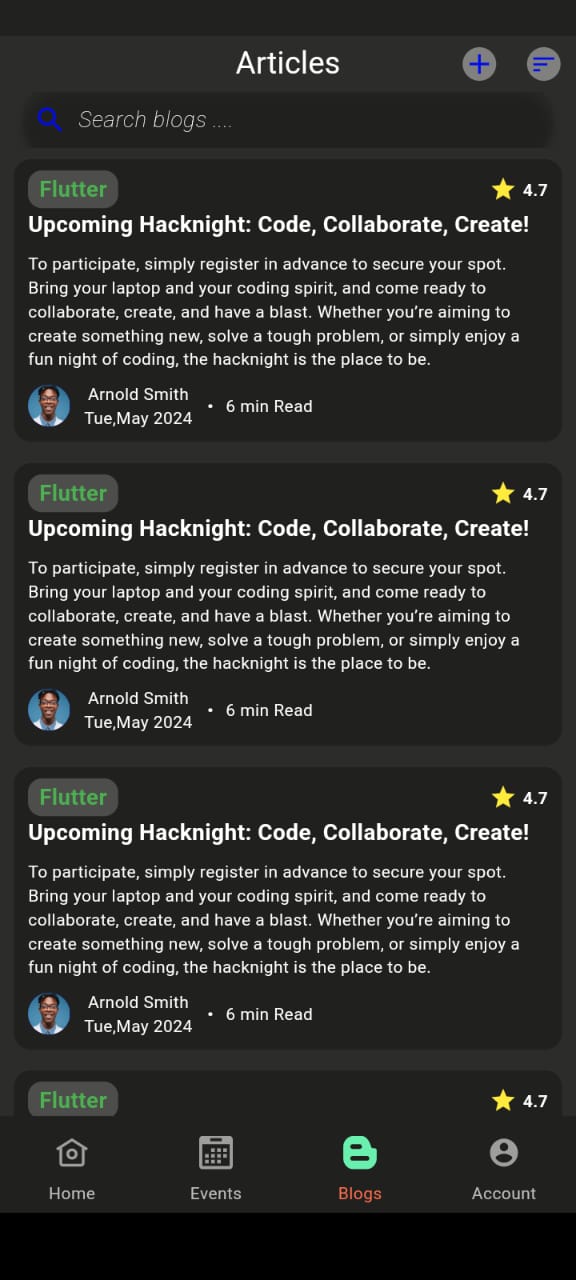 Articles
Search blogs ....
Flutter
4.7
Upcoming Hacknight: Code, Collaborate, Create!
To participate, simply register in advance to secure your spot.
Bring your laptop and your coding spirit, and come ready to
collaborate, create, and have a blast. Whether you’re aiming to
create something new, solve a tough problem, or simply enjoy a
fun night of coding, the hacknight is the place to be.
Arnold Smith
Tue,May 2024
• 6 min Read
Flutter
4.7
Upcoming Hacknight: Code, Collaborate, Create!
To participate, simply register in advance to secure your spot.
Bring your laptop and your coding spirit, and come ready to
collaborate, create, and have a blast. Whether you’re aiming to
create something new, solve a tough problem, or simply enjoy a
fun night of coding, the hacknight is the place to be.
Arnold Smith
Tue,May 2024
• 6 min Read
Flutter
4.7
Upcoming Hacknight: Code, Collaborate, Create!
To participate, simply register in advance to secure your spot.
Bring your laptop and your coding spirit, and come ready to
collaborate, create, and have a blast. Whether you’re aiming to
create something new, solve a tough problem, or simply enjoy a
fun night of coding, the hacknight is the place to be.
Arnold Smith
Tue,May 2024
• 6 min Read
Flutter
4.7
Home
Events
Blogs
Account